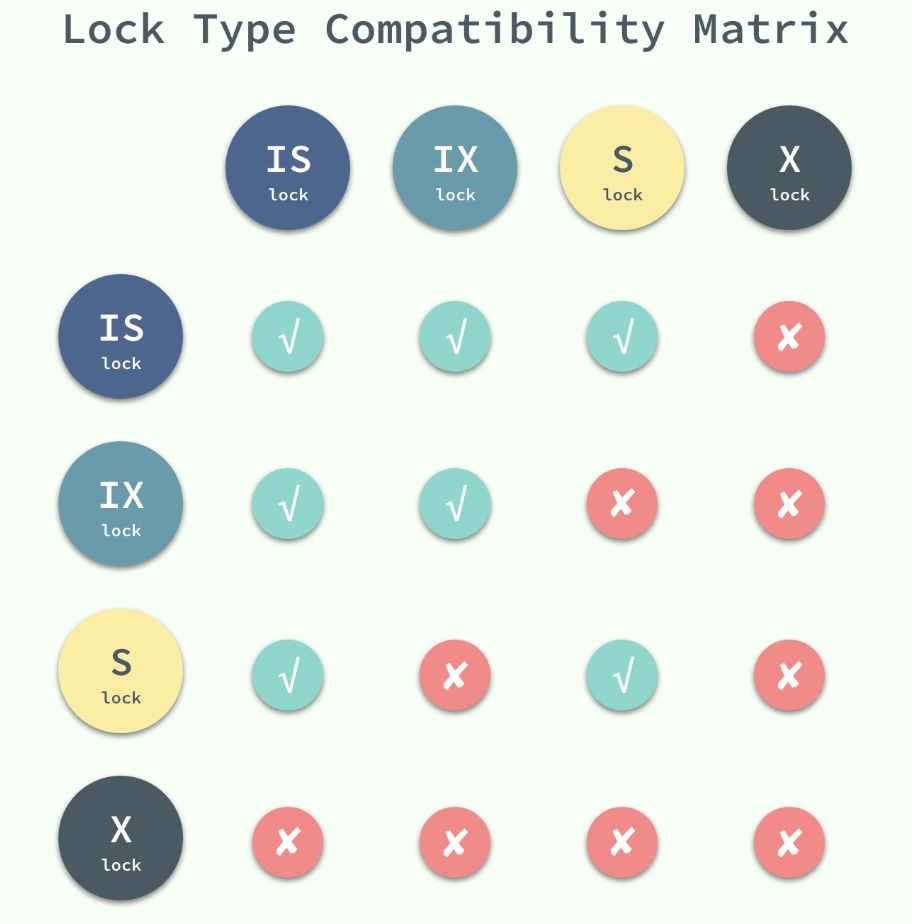 Lock Type Compatibility Matrix
IS IX S X
lock lock lock lock
IS √ √ √ ✘
lock
IX √ √ ✘ ✘
lock
S √ ✘ √ ✘
lock
X ✘ ✘ ✘ ✘
lock